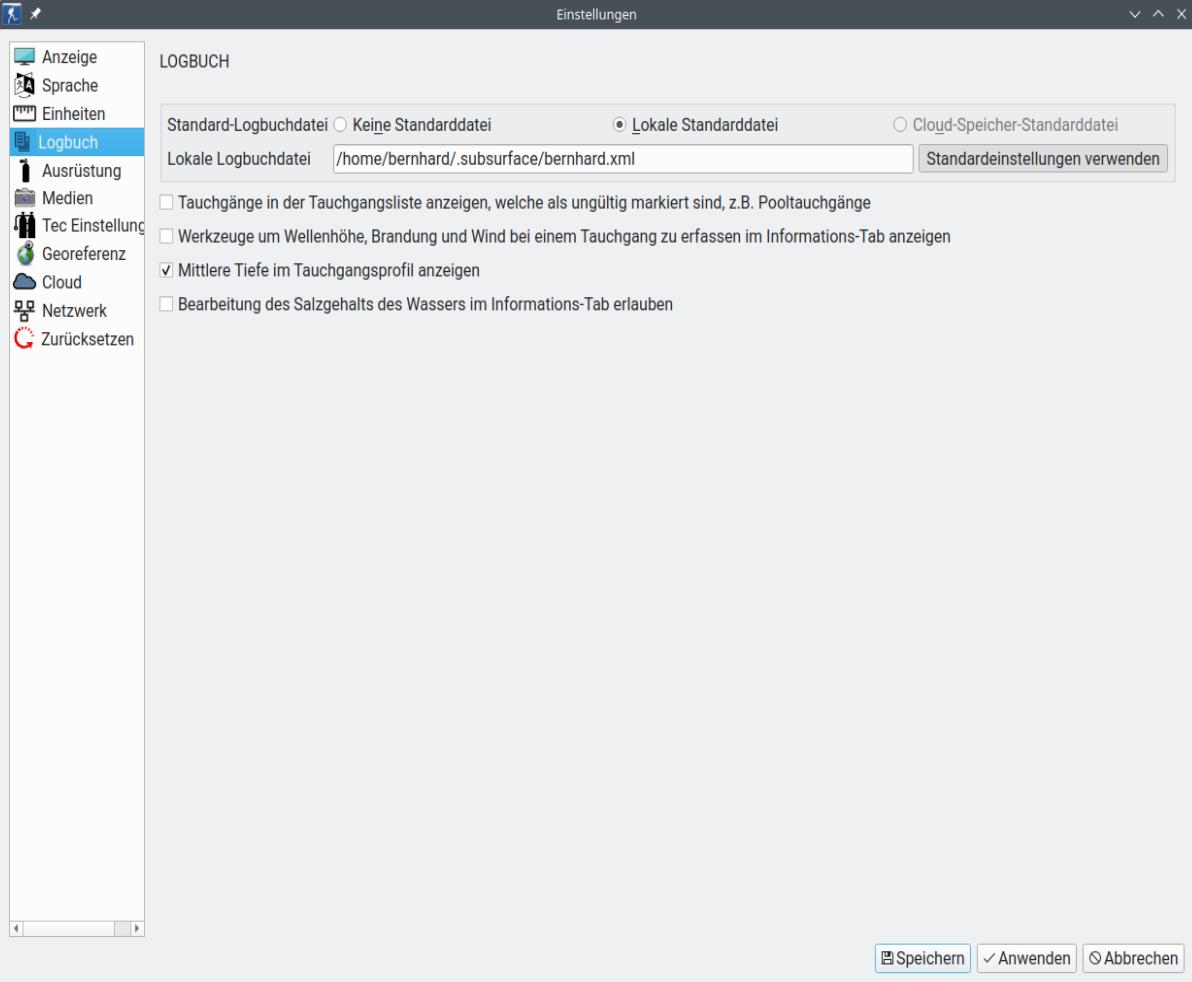 Einstellungen
Anzeige
Sprache
Einheiten
Logbuch
Ausrüstung
Medien
Tec Einstellung
Georeferenz
Cloud
Netzwerk
Zurücksetzen
LOGBUCH
Standard-Logbuchdatei Keine Standarddatei Lokale Standarddatei Cloud-Speicher-Standarddatei
Lokale Logbuchdatei /home/bernhard/.subsurface/bernhard.xml Standardeinstellungen verwenden
Tauchgänge in der Tauchgangsliste anzeigen, welche als ungültig markiert sind, z.B. Pooltauchgänge
Werkzeuge um Wellenhöhe, Brandung und Wind bei einem Tauchgang zu erfassen im Informations-Tab anzeigen
Mittlere Tiefe im Tauchgangsprofil anzeigen
Bearbeitung des Salzgehalts des Wassers im Informations-Tab erlauben
Speichern Anwenden Abbrechen